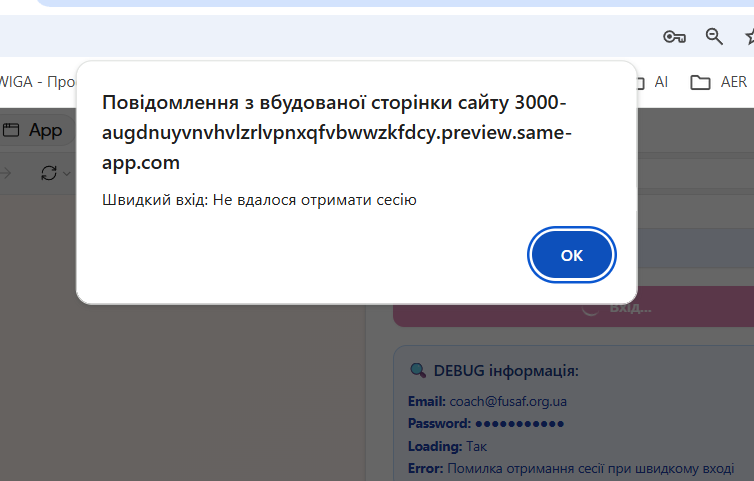 WIGA - Про
AI
AER
Повідомлення з вбудованої сторінки сайту 3000-
augdnuyvnvhvlzrlvpnxqfvbwwzkfdcy.preview.same-
app.com
App
Швидкий вхід: Не вдалося отримати сесію
ОК
Вхід...
DEBUG інформація:
Email: coach@fusaf.org.ua
Password: ●●●●●●●●●●●
Loading: Так
Error: Помилка отримання сесії при швидкому вході